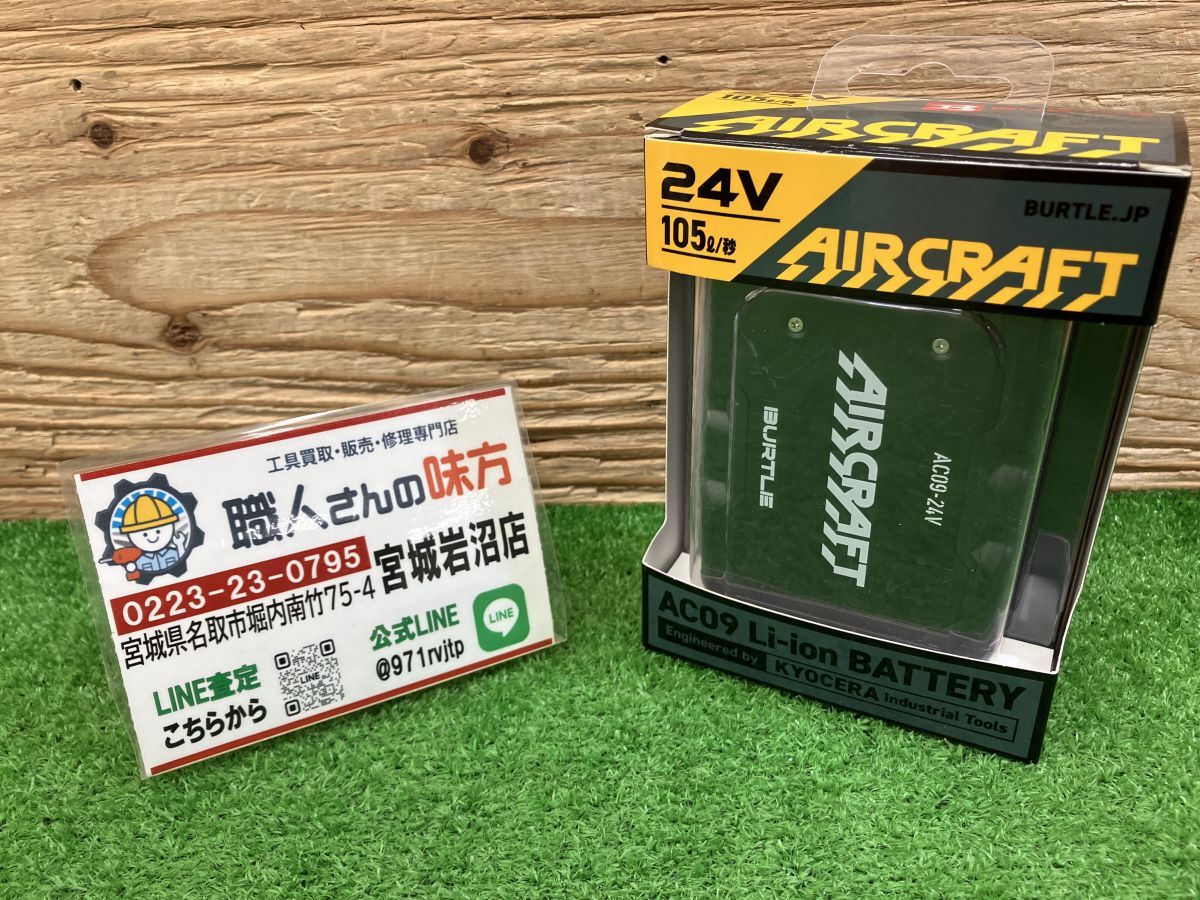 工具買取・販売・修理専門店
職人さんの味方
0223-23-0795
宮城岩沼店
宮城県名取市堀内南竹75-4
公式LINE
@971rvjtp
LINE
LINE査定
こちらから
LINE
AIRCRAFT
24V
105ℓ/秒
BURTLE.JP
AIRCRAFT
AIRCRAFT
BURTLE
AC09-24V
AC09 Li-ion BATTERY
Engineered by KYOCERA Industrial Tools